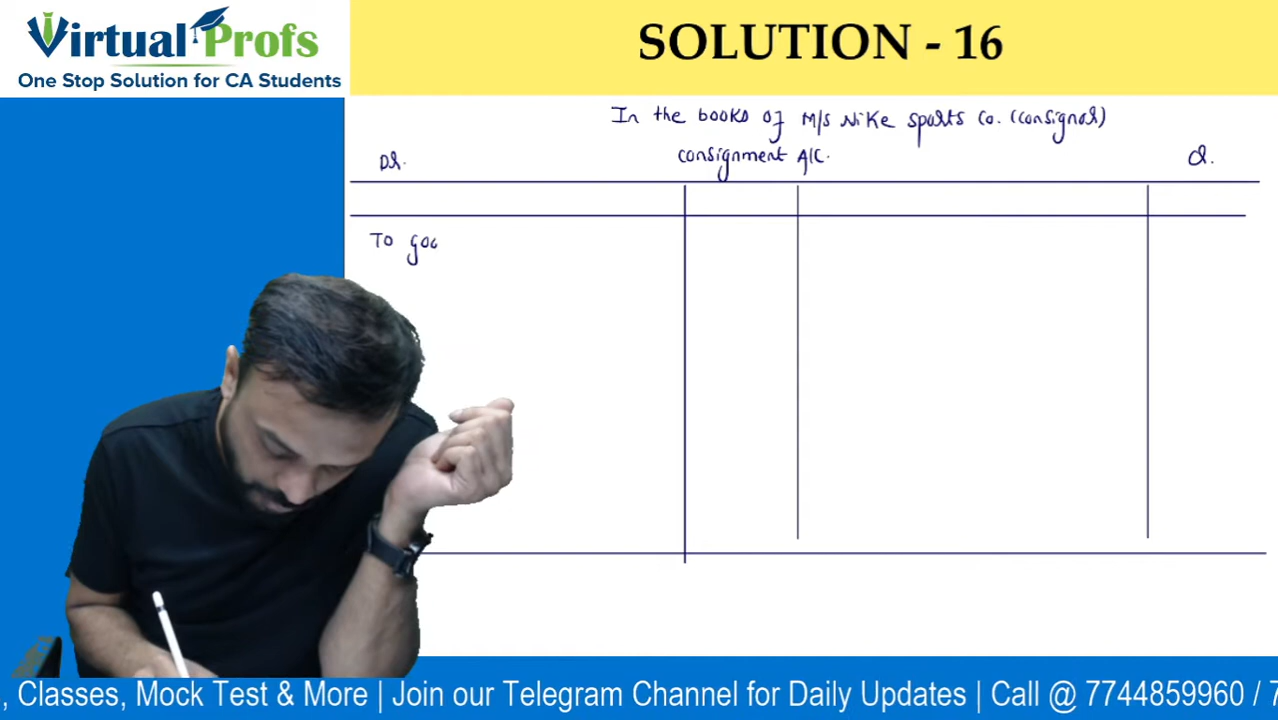 Virtual Profs
One Stop Solution for CA Students
SOLUTION - 16
In the books of M/s Nike sports Co. (consignor)
Dr. consignment A/C. Cr.
To goo
, Classes, Mock Test & More | Join our Telegram Channel for Daily Updates | Call @ 7744859960 / 7